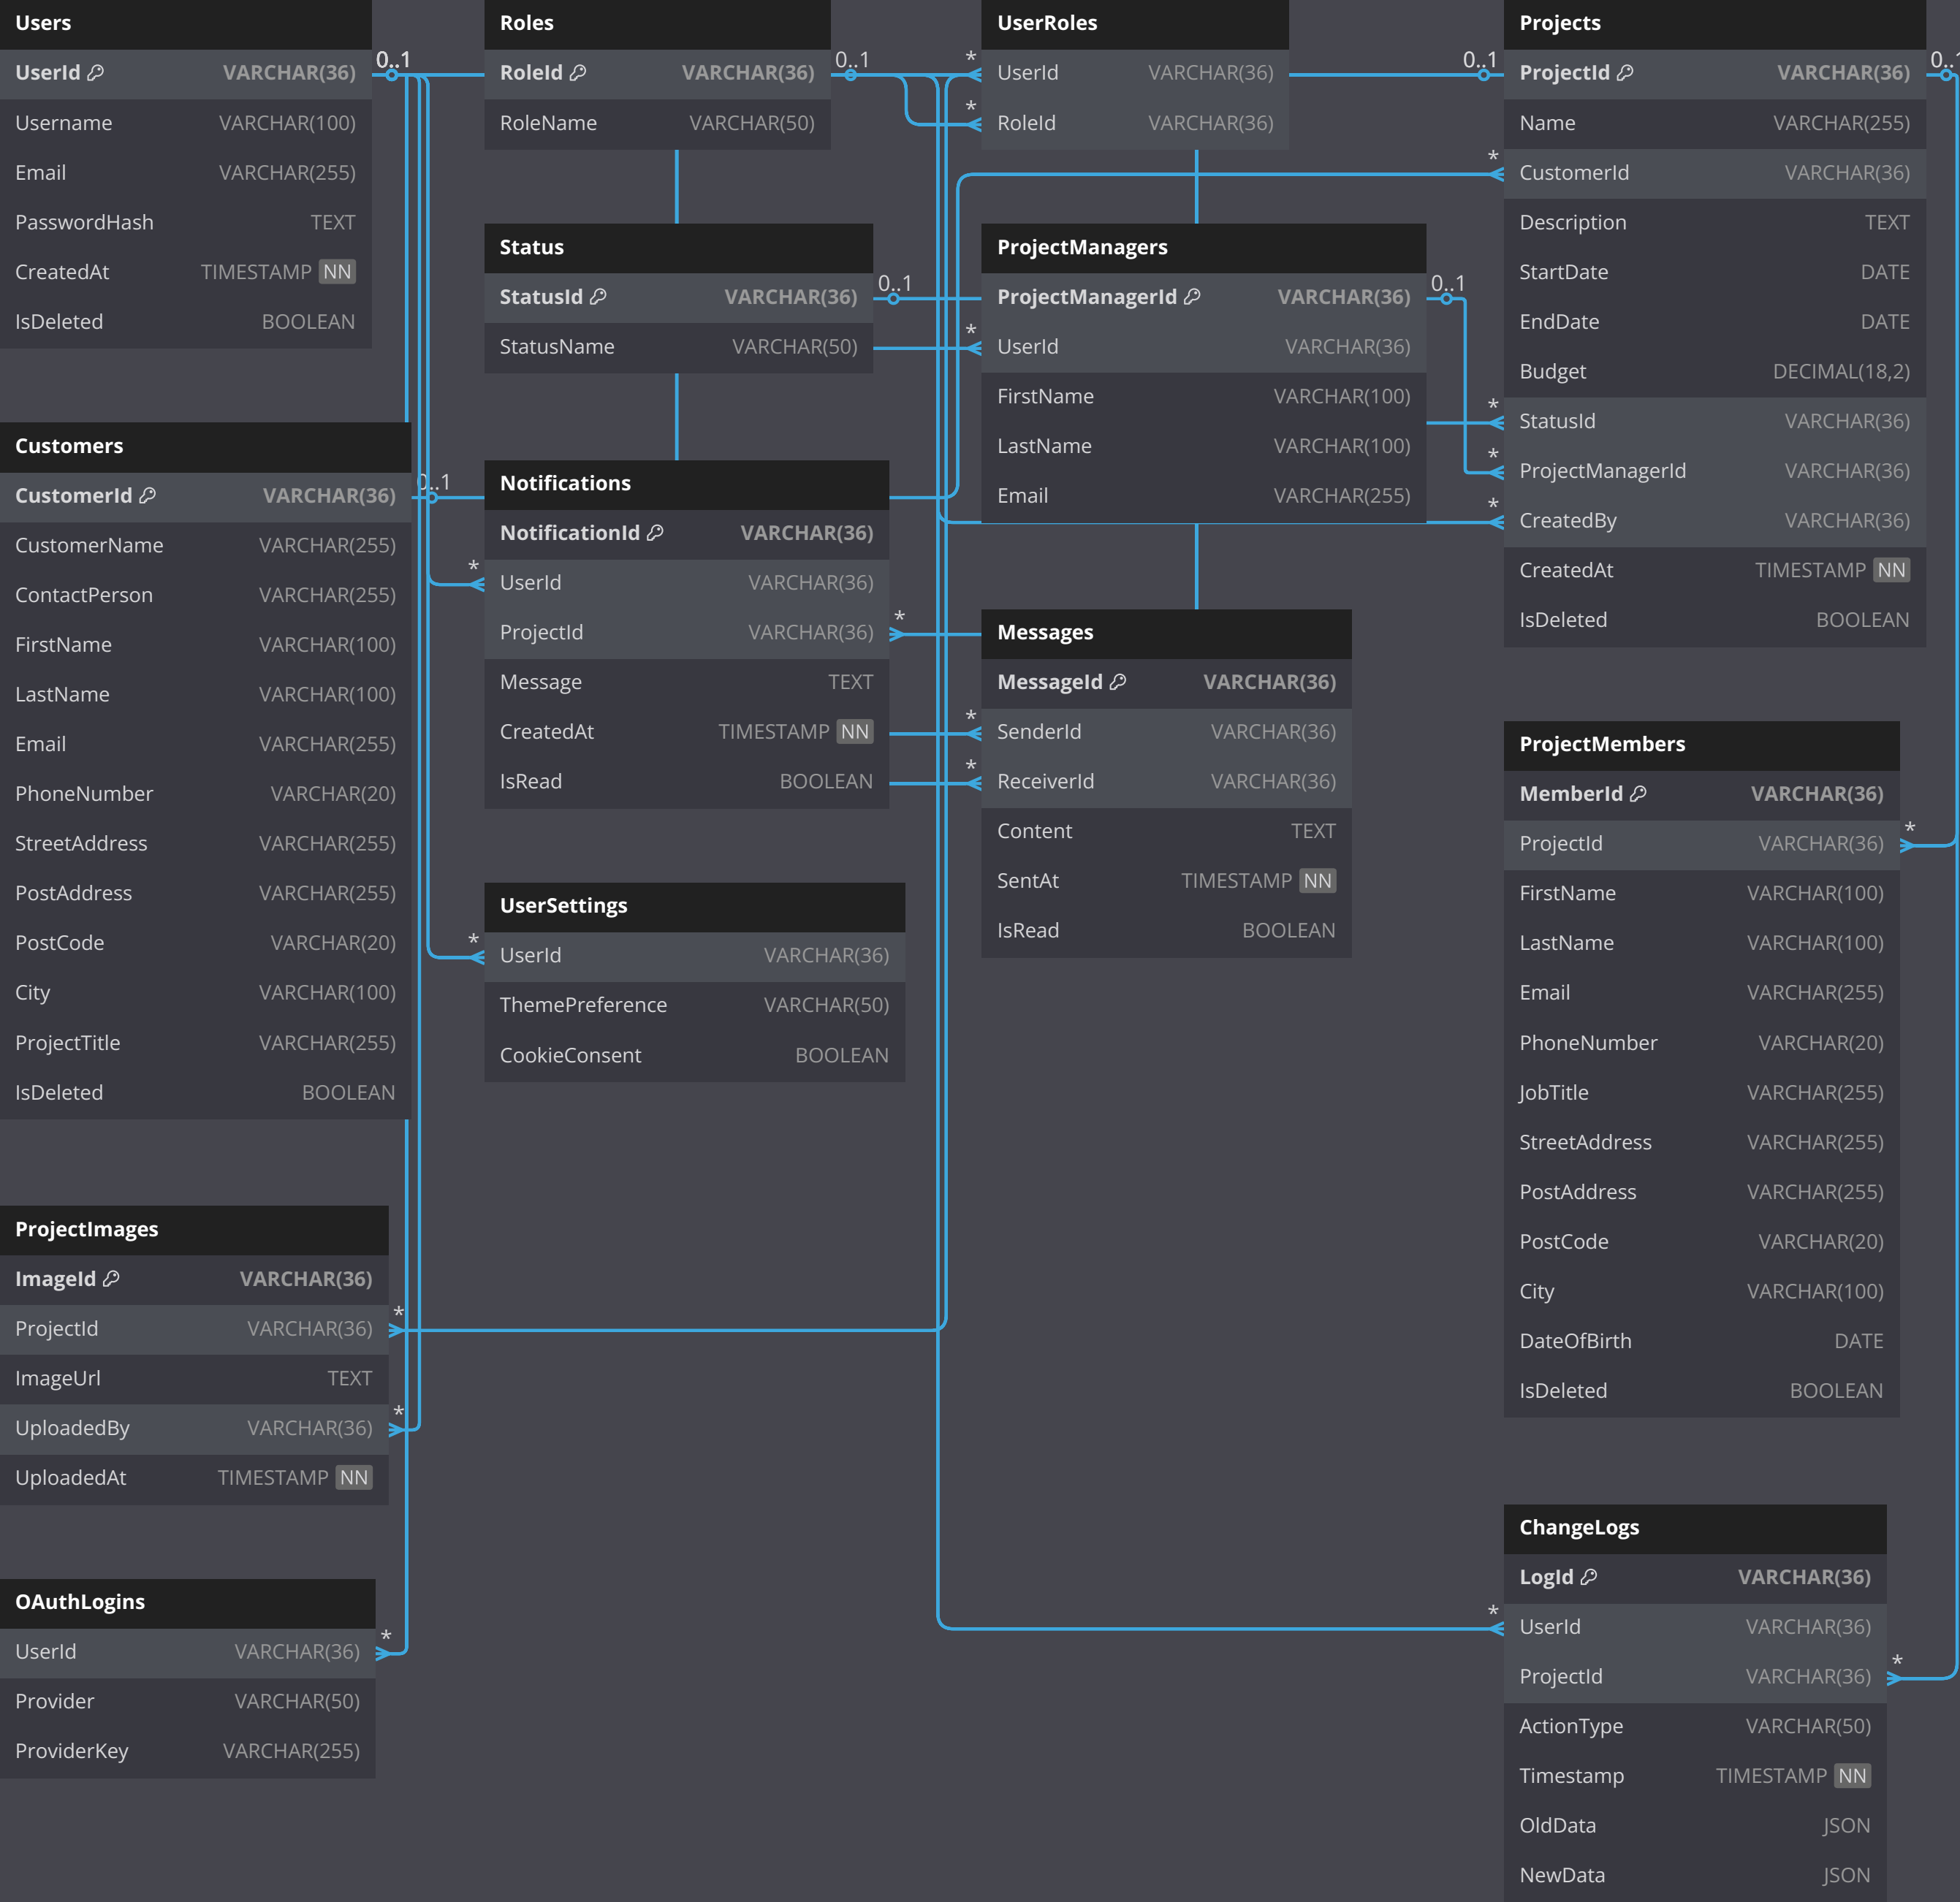 Users
UserId VARCHAR(36)
Username VARCHAR(100)
Email VARCHAR(255)
PasswordHash TEXT
CreatedAt TIMESTAMP NN
IsDeleted BOOLEAN
0..1
Roles
RoleId VARCHAR(36)
RoleName VARCHAR(50)
0..1
UserRoles
* UserId VARCHAR(36)
* RoleId VARCHAR(36)
0..1
Projects
ProjectId VARCHAR(36)
Name VARCHAR(255)
* CustomerId VARCHAR(36)
Description TEXT
StartDate DATE
EndDate DATE
Budget DECIMAL(18,2)
* StatusId VARCHAR(36)
* ProjectManagerId VARCHAR(36)
* CreatedBy VARCHAR(36)
CreatedAt TIMESTAMP NN
IsDeleted BOOLEAN
Status
StatusId VARCHAR(36)
StatusName VARCHAR(50)
0..1
ProjectManagers
ProjectManagerId VARCHAR(36)
* UserId VARCHAR(36)
FirstName VARCHAR(100)
LastName VARCHAR(100)
Email VARCHAR(255)
0..1
Customers
CustomerId VARCHAR(36)
CustomerName VARCHAR(255)
ContactPerson VARCHAR(255)
FirstName VARCHAR(100)
LastName VARCHAR(100)
Email VARCHAR(255)
PhoneNumber VARCHAR(20)
StreetAddress VARCHAR(255)
PostAddress VARCHAR(255)
PostCode VARCHAR(20)
City VARCHAR(100)
ProjectTitle VARCHAR(255)
IsDeleted BOOLEAN
0..1
Notifications
NotificationId VARCHAR(36)
* UserId VARCHAR(36)
ProjectId VARCHAR(36) *
Message TEXT
CreatedAt TIMESTAMP NN
IsRead BOOLEAN
Messages
MessageId VARCHAR(36)
* SenderId VARCHAR(36)
* ReceiverId VARCHAR(36)
Content TEXT
SentAt TIMESTAMP NN
IsRead BOOLEAN
UserSettings
* UserId VARCHAR(36)
ThemePreference VARCHAR(50)
CookieConsent BOOLEAN
ProjectMembers
MemberId VARCHAR(36)
ProjectId VARCHAR(36) *
FirstName VARCHAR(100)
LastName VARCHAR(100)
Email VARCHAR(255)
PhoneNumber VARCHAR(20)
JobTitle VARCHAR(255)
StreetAddress VARCHAR(255)
PostAddress VARCHAR(255)
PostCode VARCHAR(20)
City VARCHAR(100)
DateOfBirth DATE
IsDeleted BOOLEAN
ProjectImages
ImageId VARCHAR(36)
ProjectId VARCHAR(36) *
ImageUrl TEXT
UploadedBy VARCHAR(36) *
UploadedAt TIMESTAMP NN
OAuthLogins
UserId VARCHAR(36) *
Provider VARCHAR(50)
ProviderKey VARCHAR(255)
ChangeLogs
LogId VARCHAR(36)
* UserId VARCHAR(36)
ProjectId VARCHAR(36) *
ActionType VARCHAR(50)
Timestamp TIMESTAMP NN
OldData JSON
NewData JSON